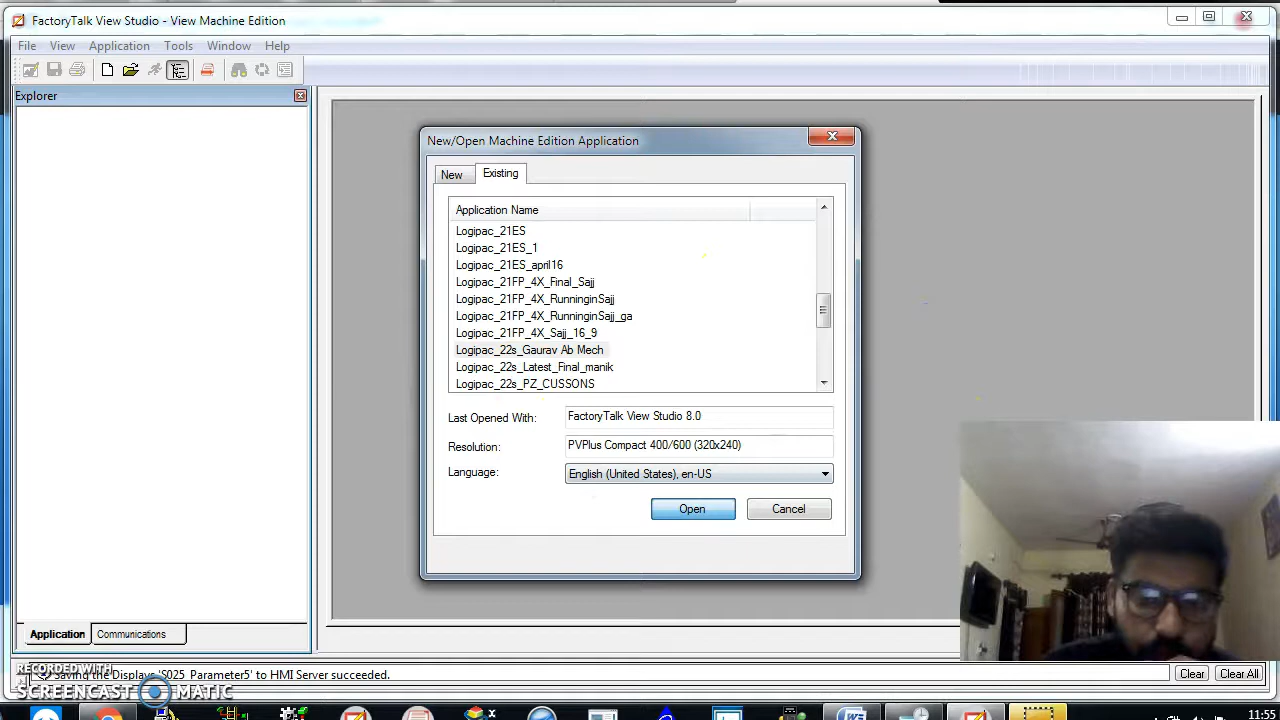 FactoryTalk View Studio - View Machine Edition
File View Application Tools Window Help
Explorer
New/Open Machine Edition Application
New Existing
Application Name
Logipac_21ES
Logipac_21ES_1
Logipac_21ES_april16
Logipac_21FP_4X_Final_Sajj
Logipac_21FP_4X_RunninginSajj
Logipac_21FP_4X_RunninginSajj_ga
Logipac_21FP_4X_Sajj_16_9
Logipac_22s_Gaurav Ab Mech
Logipac_22s_Latest_Final_manik
Logipac_22s_PZ_CUSSONS
Last Opened With: FactoryTalk View Studio 8.0
Resolution: PVPlus Compact 400/600 (320x240)
Language: English (United States), en-US
Open Cancel
Application Communications
RECORDED WITH
Saving the Displays 'S025_Parameter5' to HMI Server succeeded.
Clear Clear All
SCREENCAST MATIC
11:55